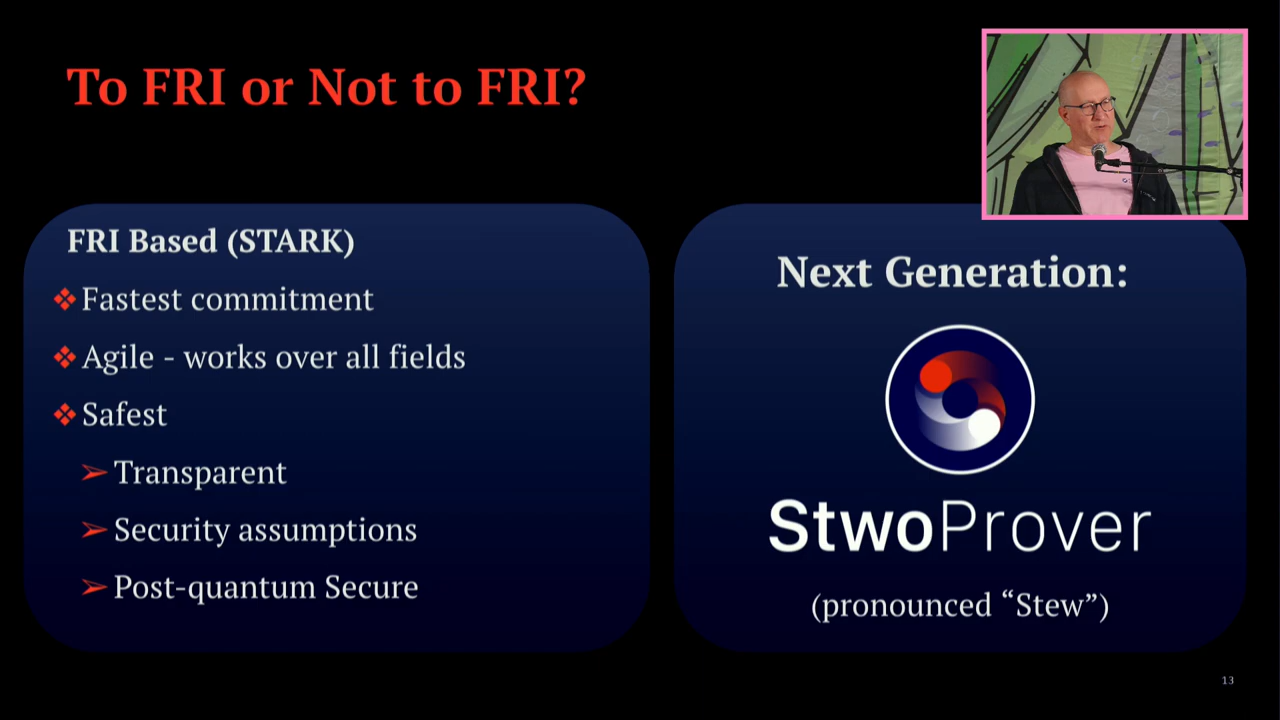 To FRI or Not to FRI?
FRI Based (STARK)
❖ Fastest commitment
❖ Agile - works over all fields
❖ Safest
➢ Transparent
➢ Security assumptions
➢ Post-quantum Secure
Next Generation:
StwoProver
(pronounced “Stew”)
13